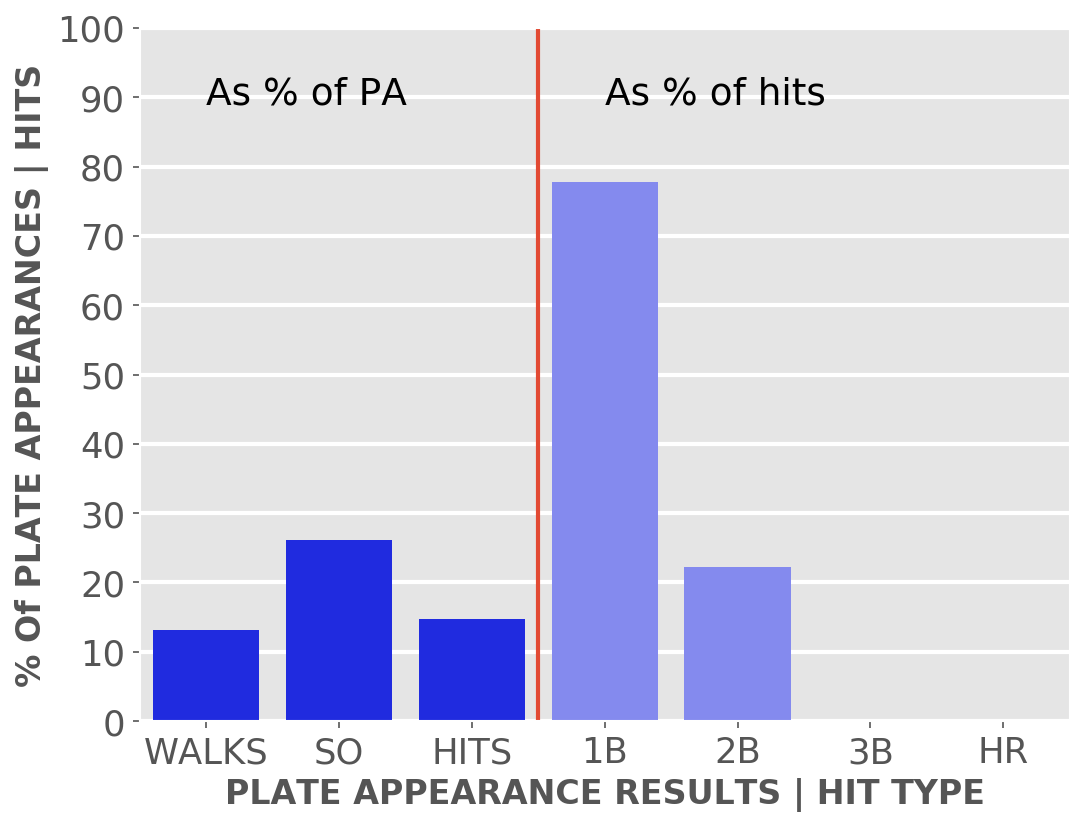 100
90
80
70
60
50
40
30
20
10
0
% Of PLATE APPEARANCES | HITS
As % of PA
As % of hits
WALKS SO HITS 1B 2B 3B HR
PLATE APPEARANCE RESULTS | HIT TYPE